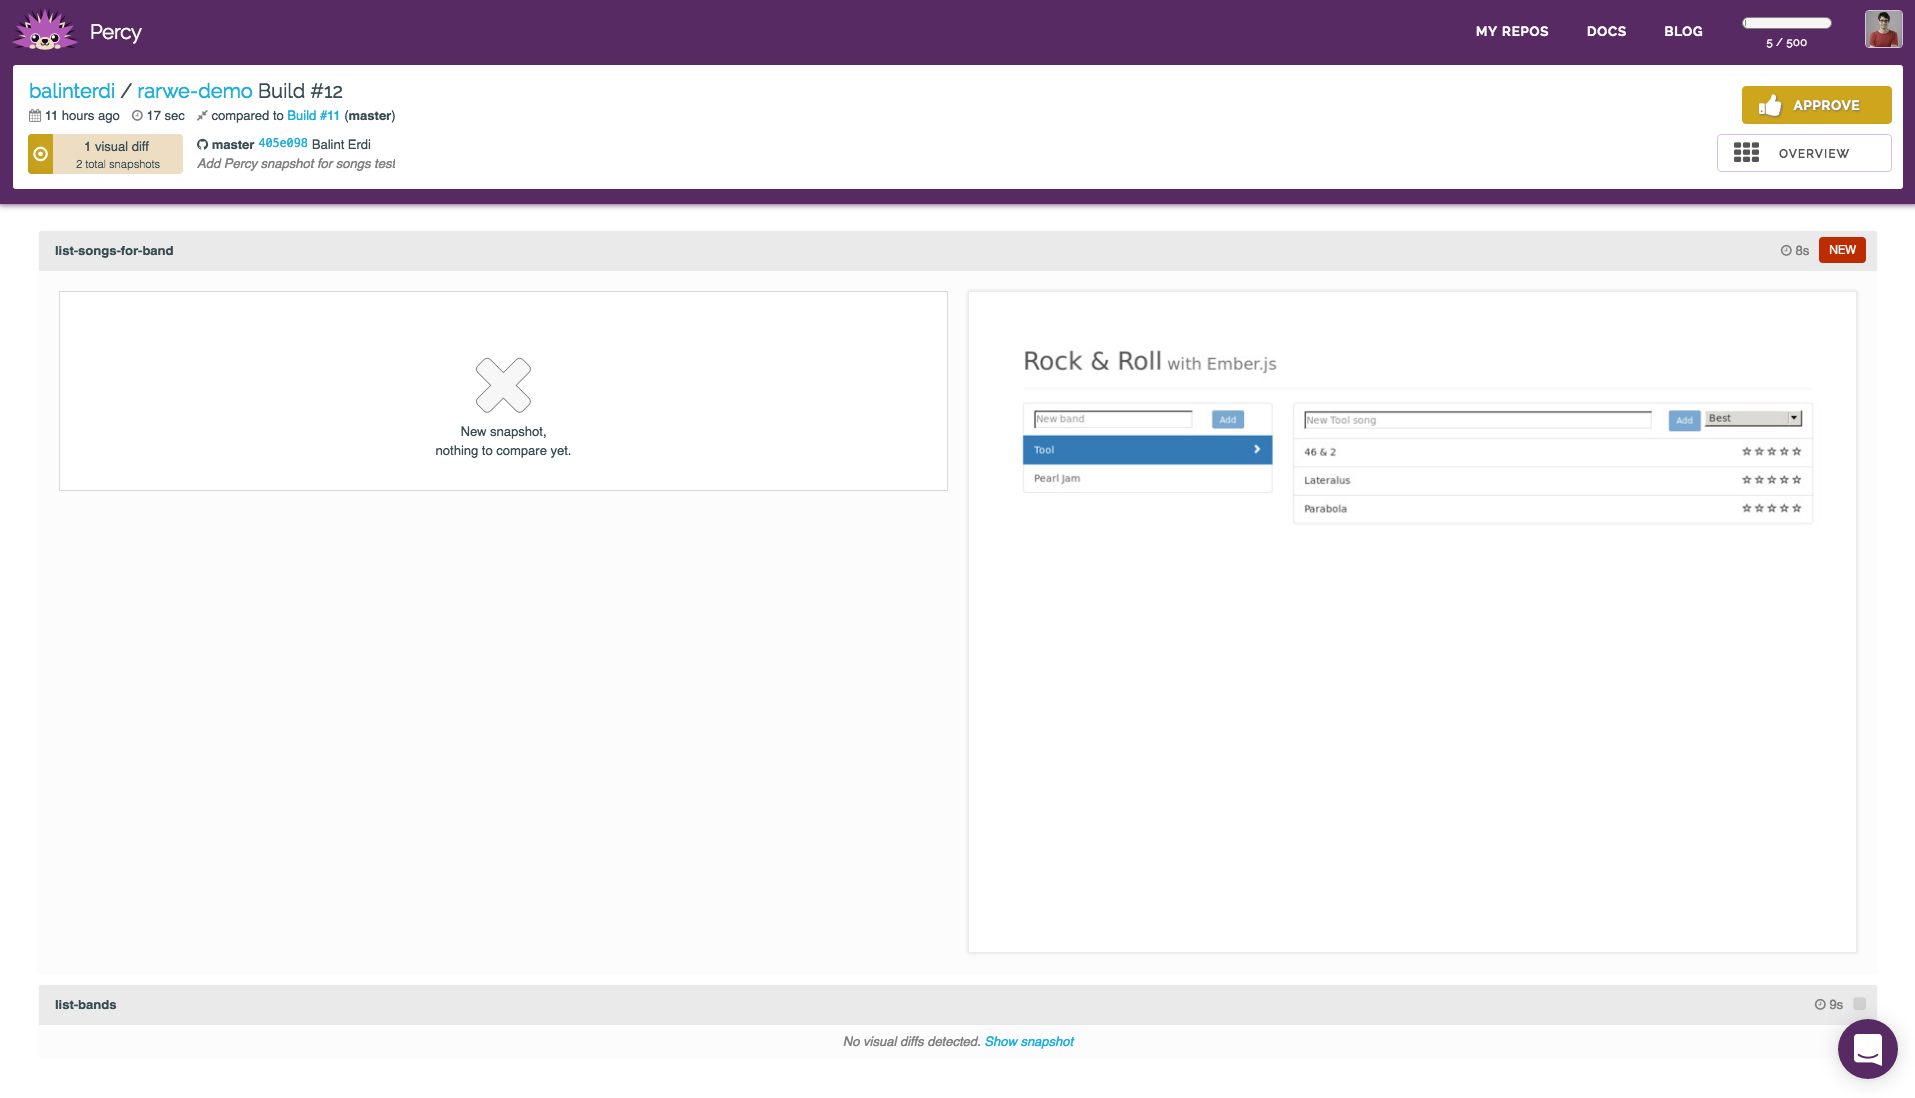 Percy
MY REPOS DOCS BLOG
5 / 500
balinterdi / rarwe-demo Build #12
11 hours ago 17 sec compared to Build #11 (master)
APPROVE
1 visual diff
2 total snapshots
master 405e098 Balint Erdi
Add Percy snapshot for songs test
OVERVIEW
list-songs-for-band 8s NEW
New snapshot,
nothing to compare yet.
Rock & Roll with Ember.js
New band Add
Tool
Pearl Jam
New Tool song Add Best
46 & 2
Lateralus
Parabola
list-bands 9s
No visual diffs detected. Show snapshot